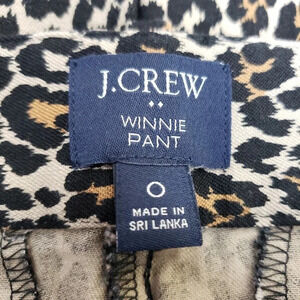 J.CREW
WINNIE
PANT
0
MADE IN
SRI LANKA